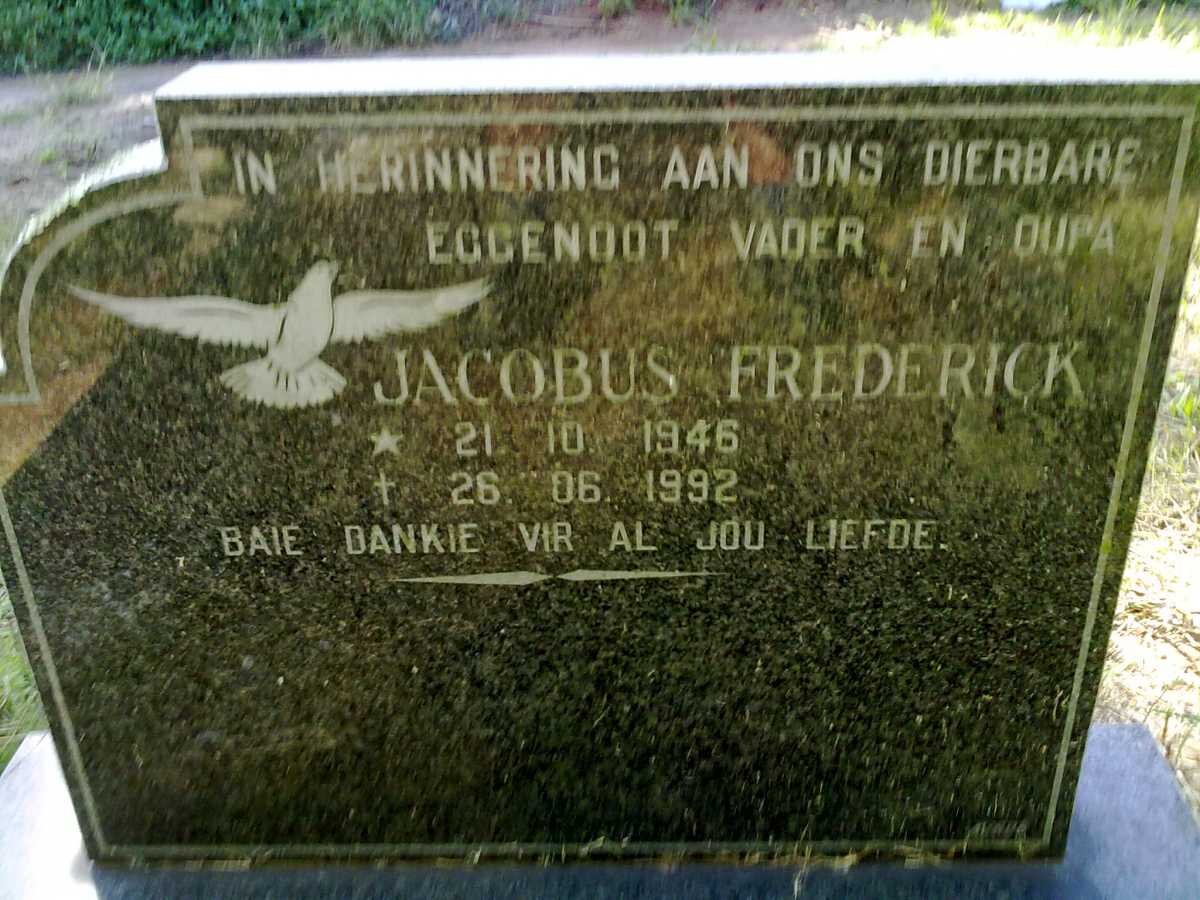 IN HERINNERING AAN ONS DIERBARE
EGGENOOT, VADER EN OUPA
JACOBUS FREDERICK
★ 21. 10. 1946
† 26. 06. 1992
BAIE DANKIE VIR AL JOU LIEFDE.